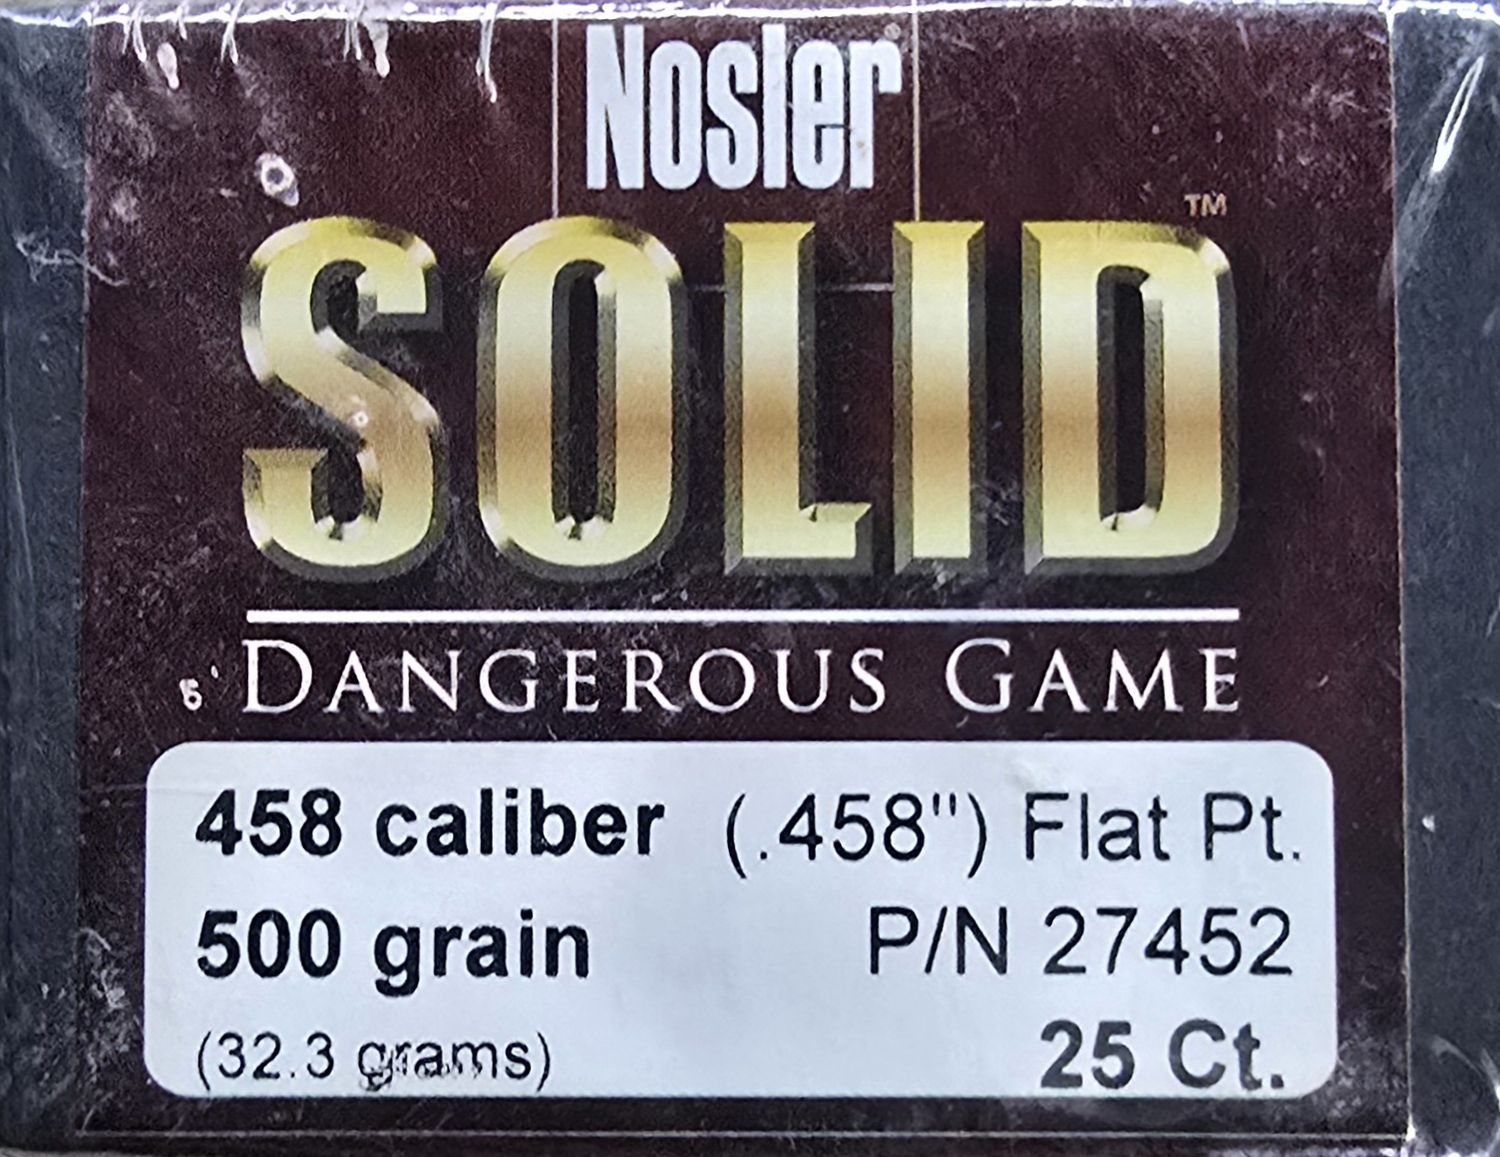 Nosler®
SOLID™
DANGEROUS GAME
458 caliber (.458") Flat Pt.
500 grain P/N 27452
(32.3 grams) 25 Ct.